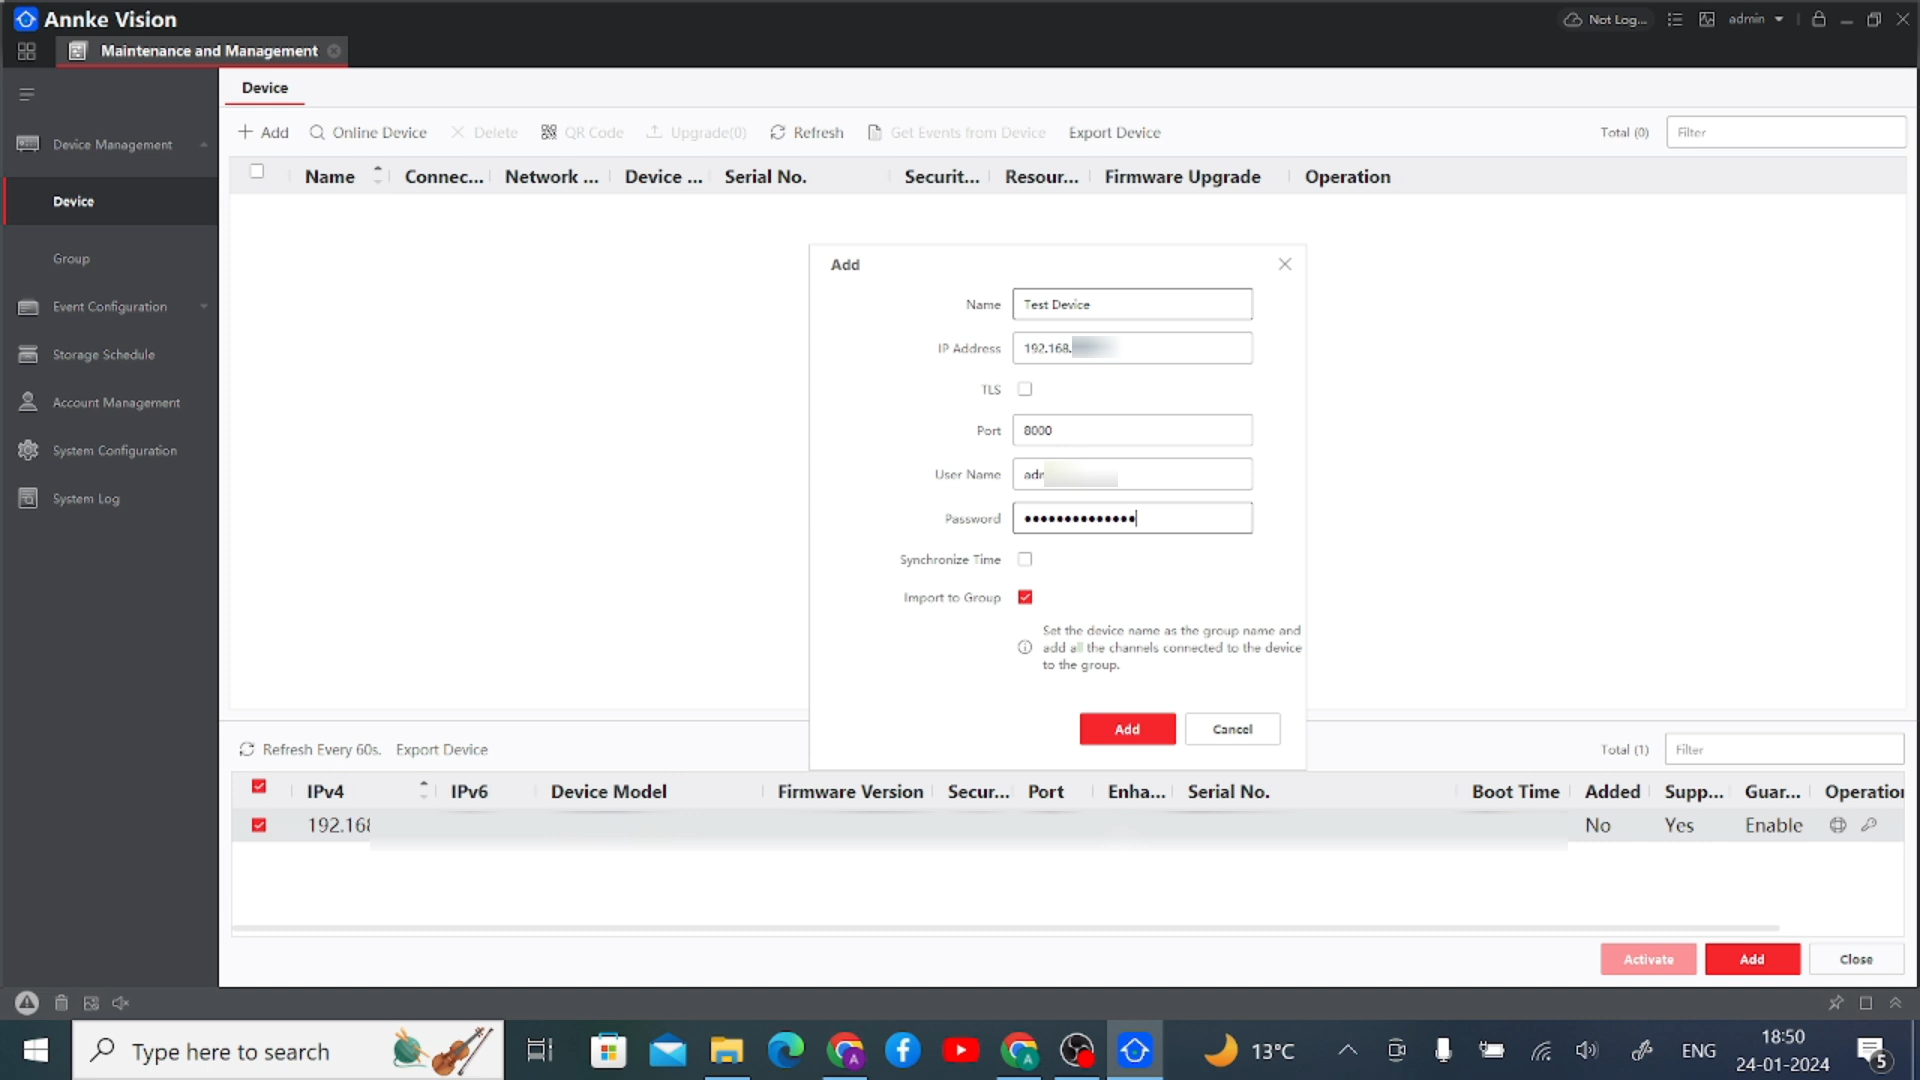 Annke Vision
Not Log...
admin
Maintenance and Management
Device
Add
Online Device
Delete
QR Code
Upgrade(0)
Refresh
Get Events from Device
Export Device
Total (0)
Filter
Name
Connec...
Network ...
Device ...
Serial No.
Securit...
Resour...
Firmware Upgrade
Operation
Device Management
Device
Group
Event Configuration
Storage Schedule
Account Management
System Configuration
System Log
Add
Name
Test Device
IP Address
192.168.
TLS
Port
8000
User Name
adm
Password
••••••••••••••
Synchronize Time
Import to Group
Set the device name as the group name and
add all the channels connected to the device
to the group.
Add
Cancel
Refresh Every 60s.
Export Device
Total (1)
Filter
IPv4
IPv6
Device Model
Firmware Version
Secur...
Port
Enha...
Serial No.
Boot Time
Added
Supp...
Guar...
Operation
192.168
No
Yes
Enable
Activate
Add
Close
Type here to search
A
A
13°C
ENG
18:50
24-01-2024
5